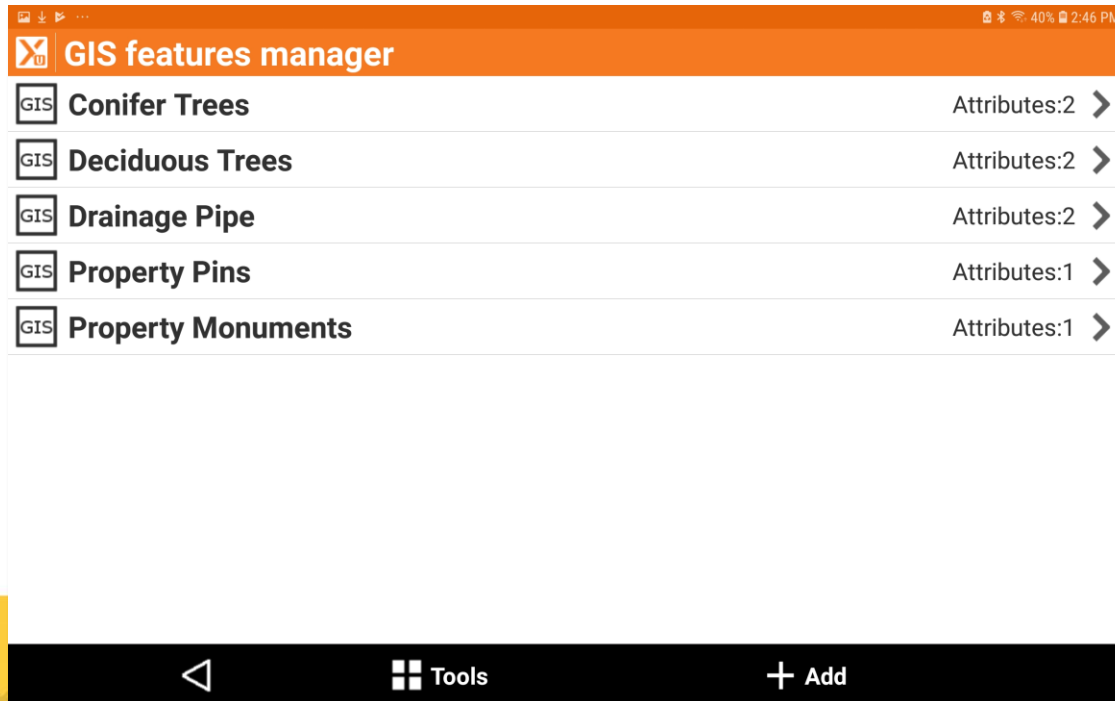 40% 2:46 PM
X U GIS features manager
GIS Conifer Trees Attributes:2
GIS Deciduous Trees Attributes:2
GIS Drainage Pipe Attributes:2
GIS Property Pins Attributes:1
GIS Property Monuments Attributes:1
Tools Add